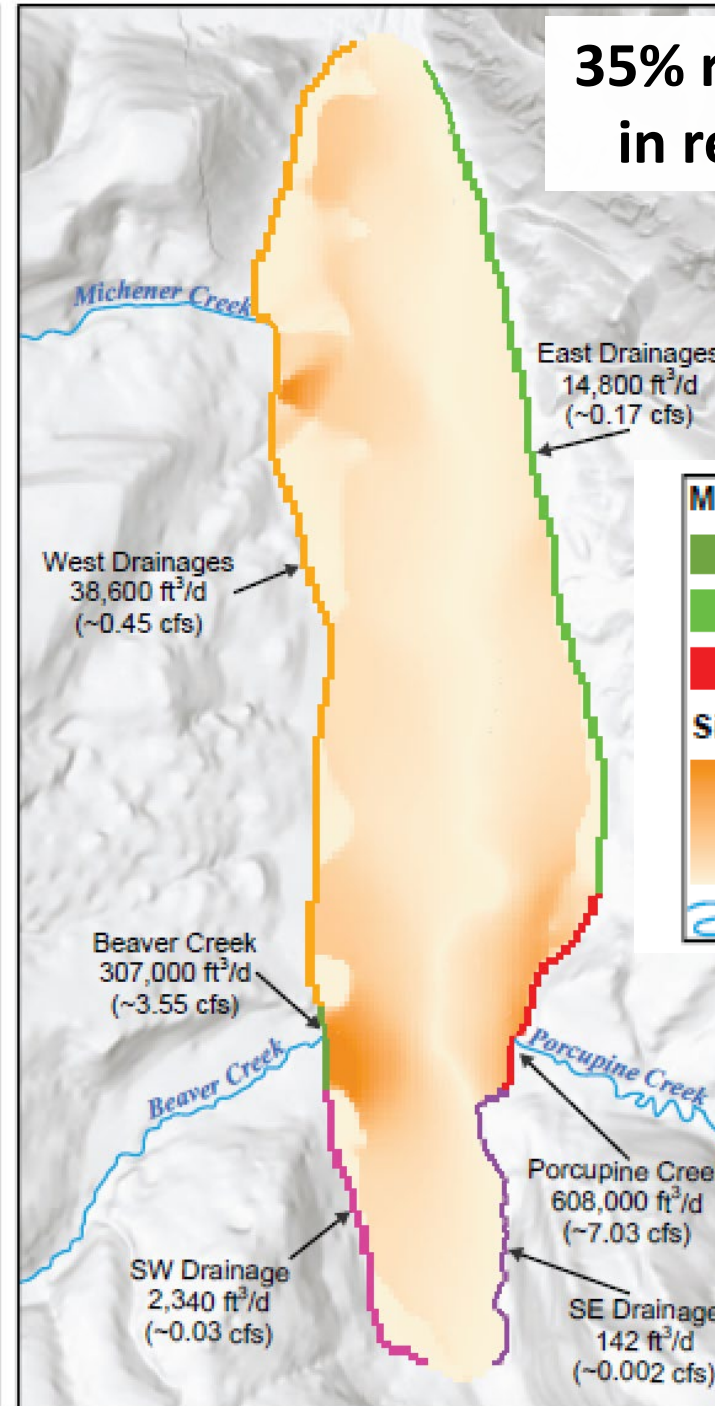 35% r
in re
Michener Creek
East Drainages
14,800 ft³/d
(~0.17 cfs)
M
West Drainages
38,600 ft³/d
(~0.45 cfs)
Si
Beaver Creek
307,000 ft³/d
(~3.55 cfs)
Beaver Creek
Porcupine Creek
Porcupine Cree
608,000 ft³/d
(~7.03 cfs)
SW Drainage
2,340 ft³/d
(~0.03 cfs)
SE Drainage
142 ft³/d
(~0.002 cfs)